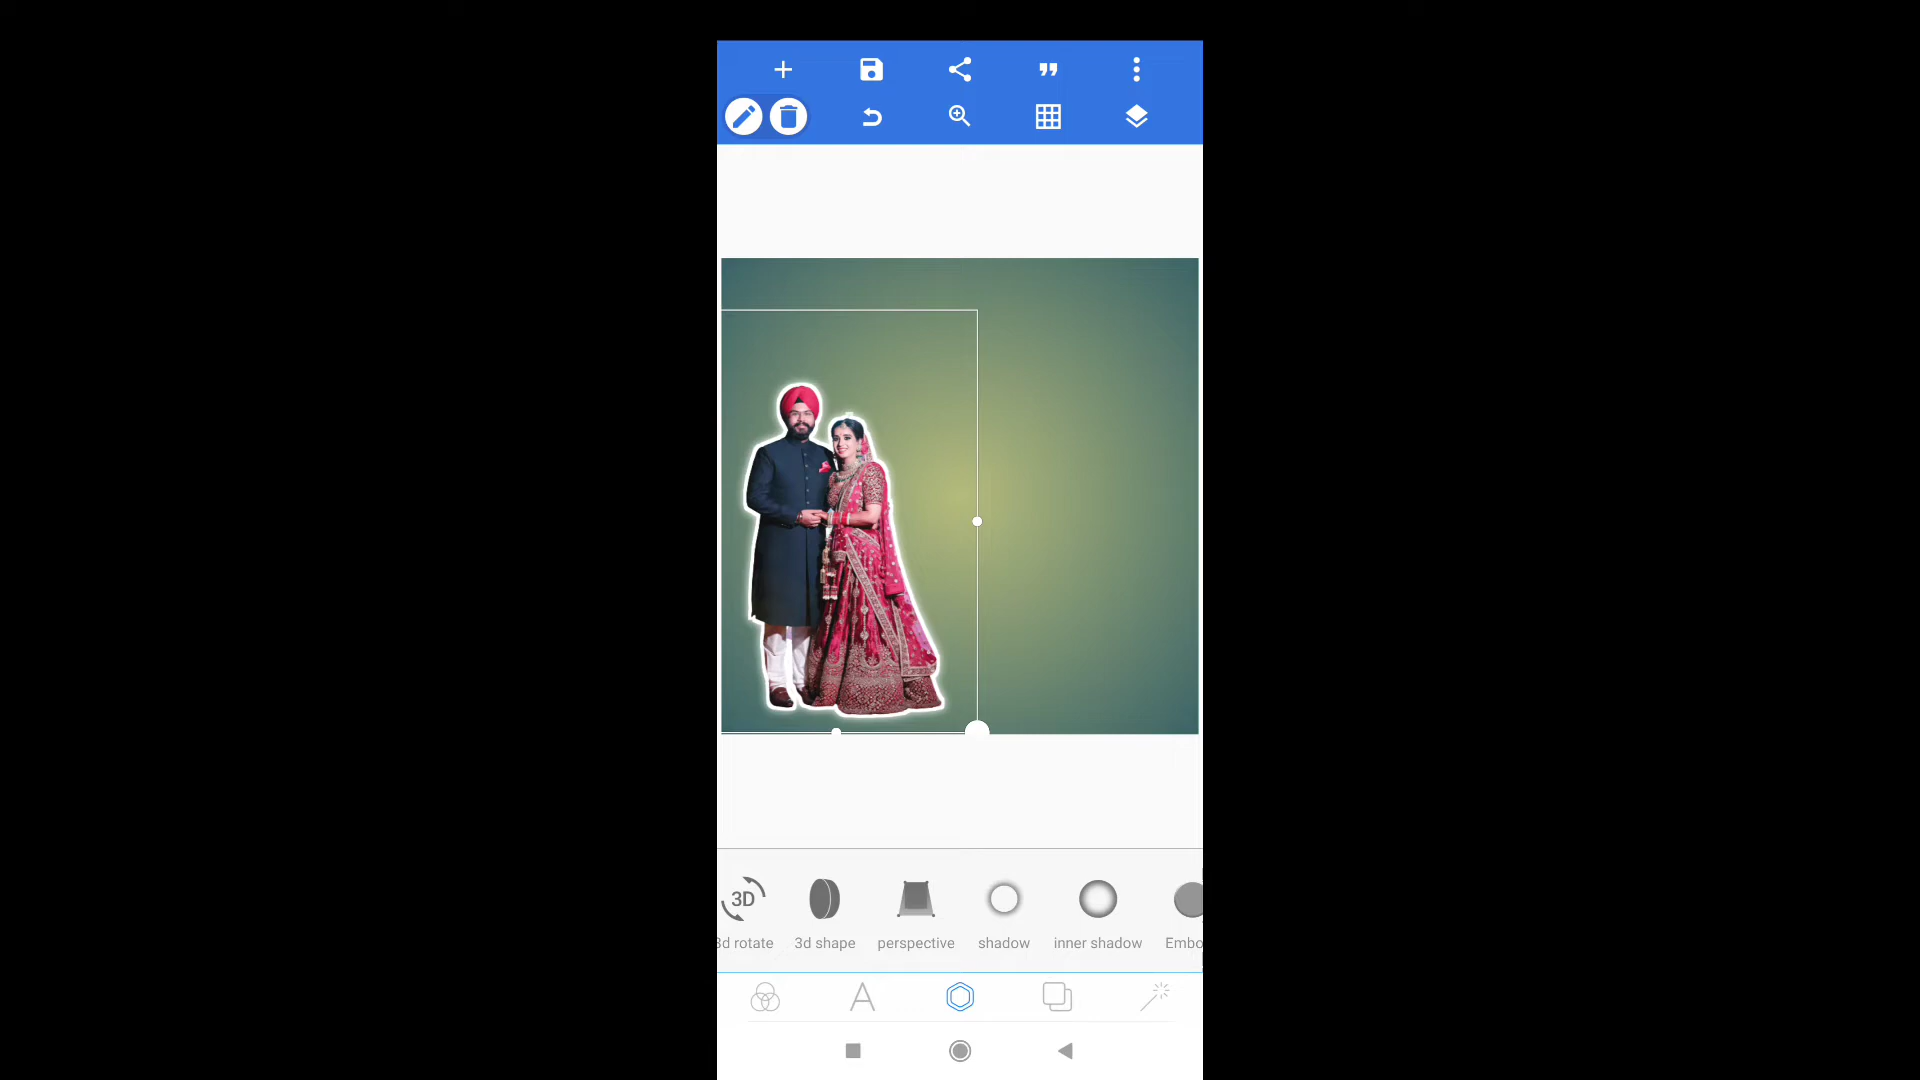 3D
3d rotate
3d shape
perspective
shadow
inner shadow
Embo